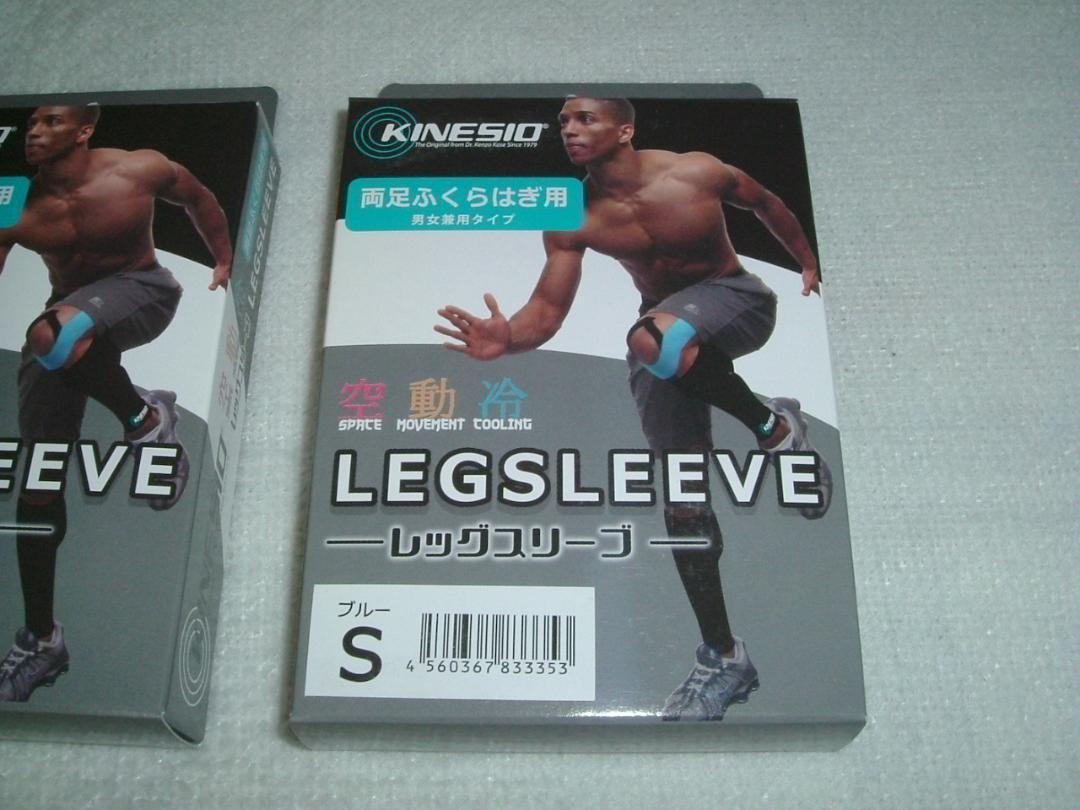 KINESIO®
The Original from Dr. Kenzo Kase Since 1979
両足ふくらはぎ用
男女兼用タイプ
空 動 冷
SPACE MOVEMENT COOLING
LEGSLEEVE
レッグスリーブ
ブルー
S
4 560367 833353
用
EEVE
LEGSLEEVE